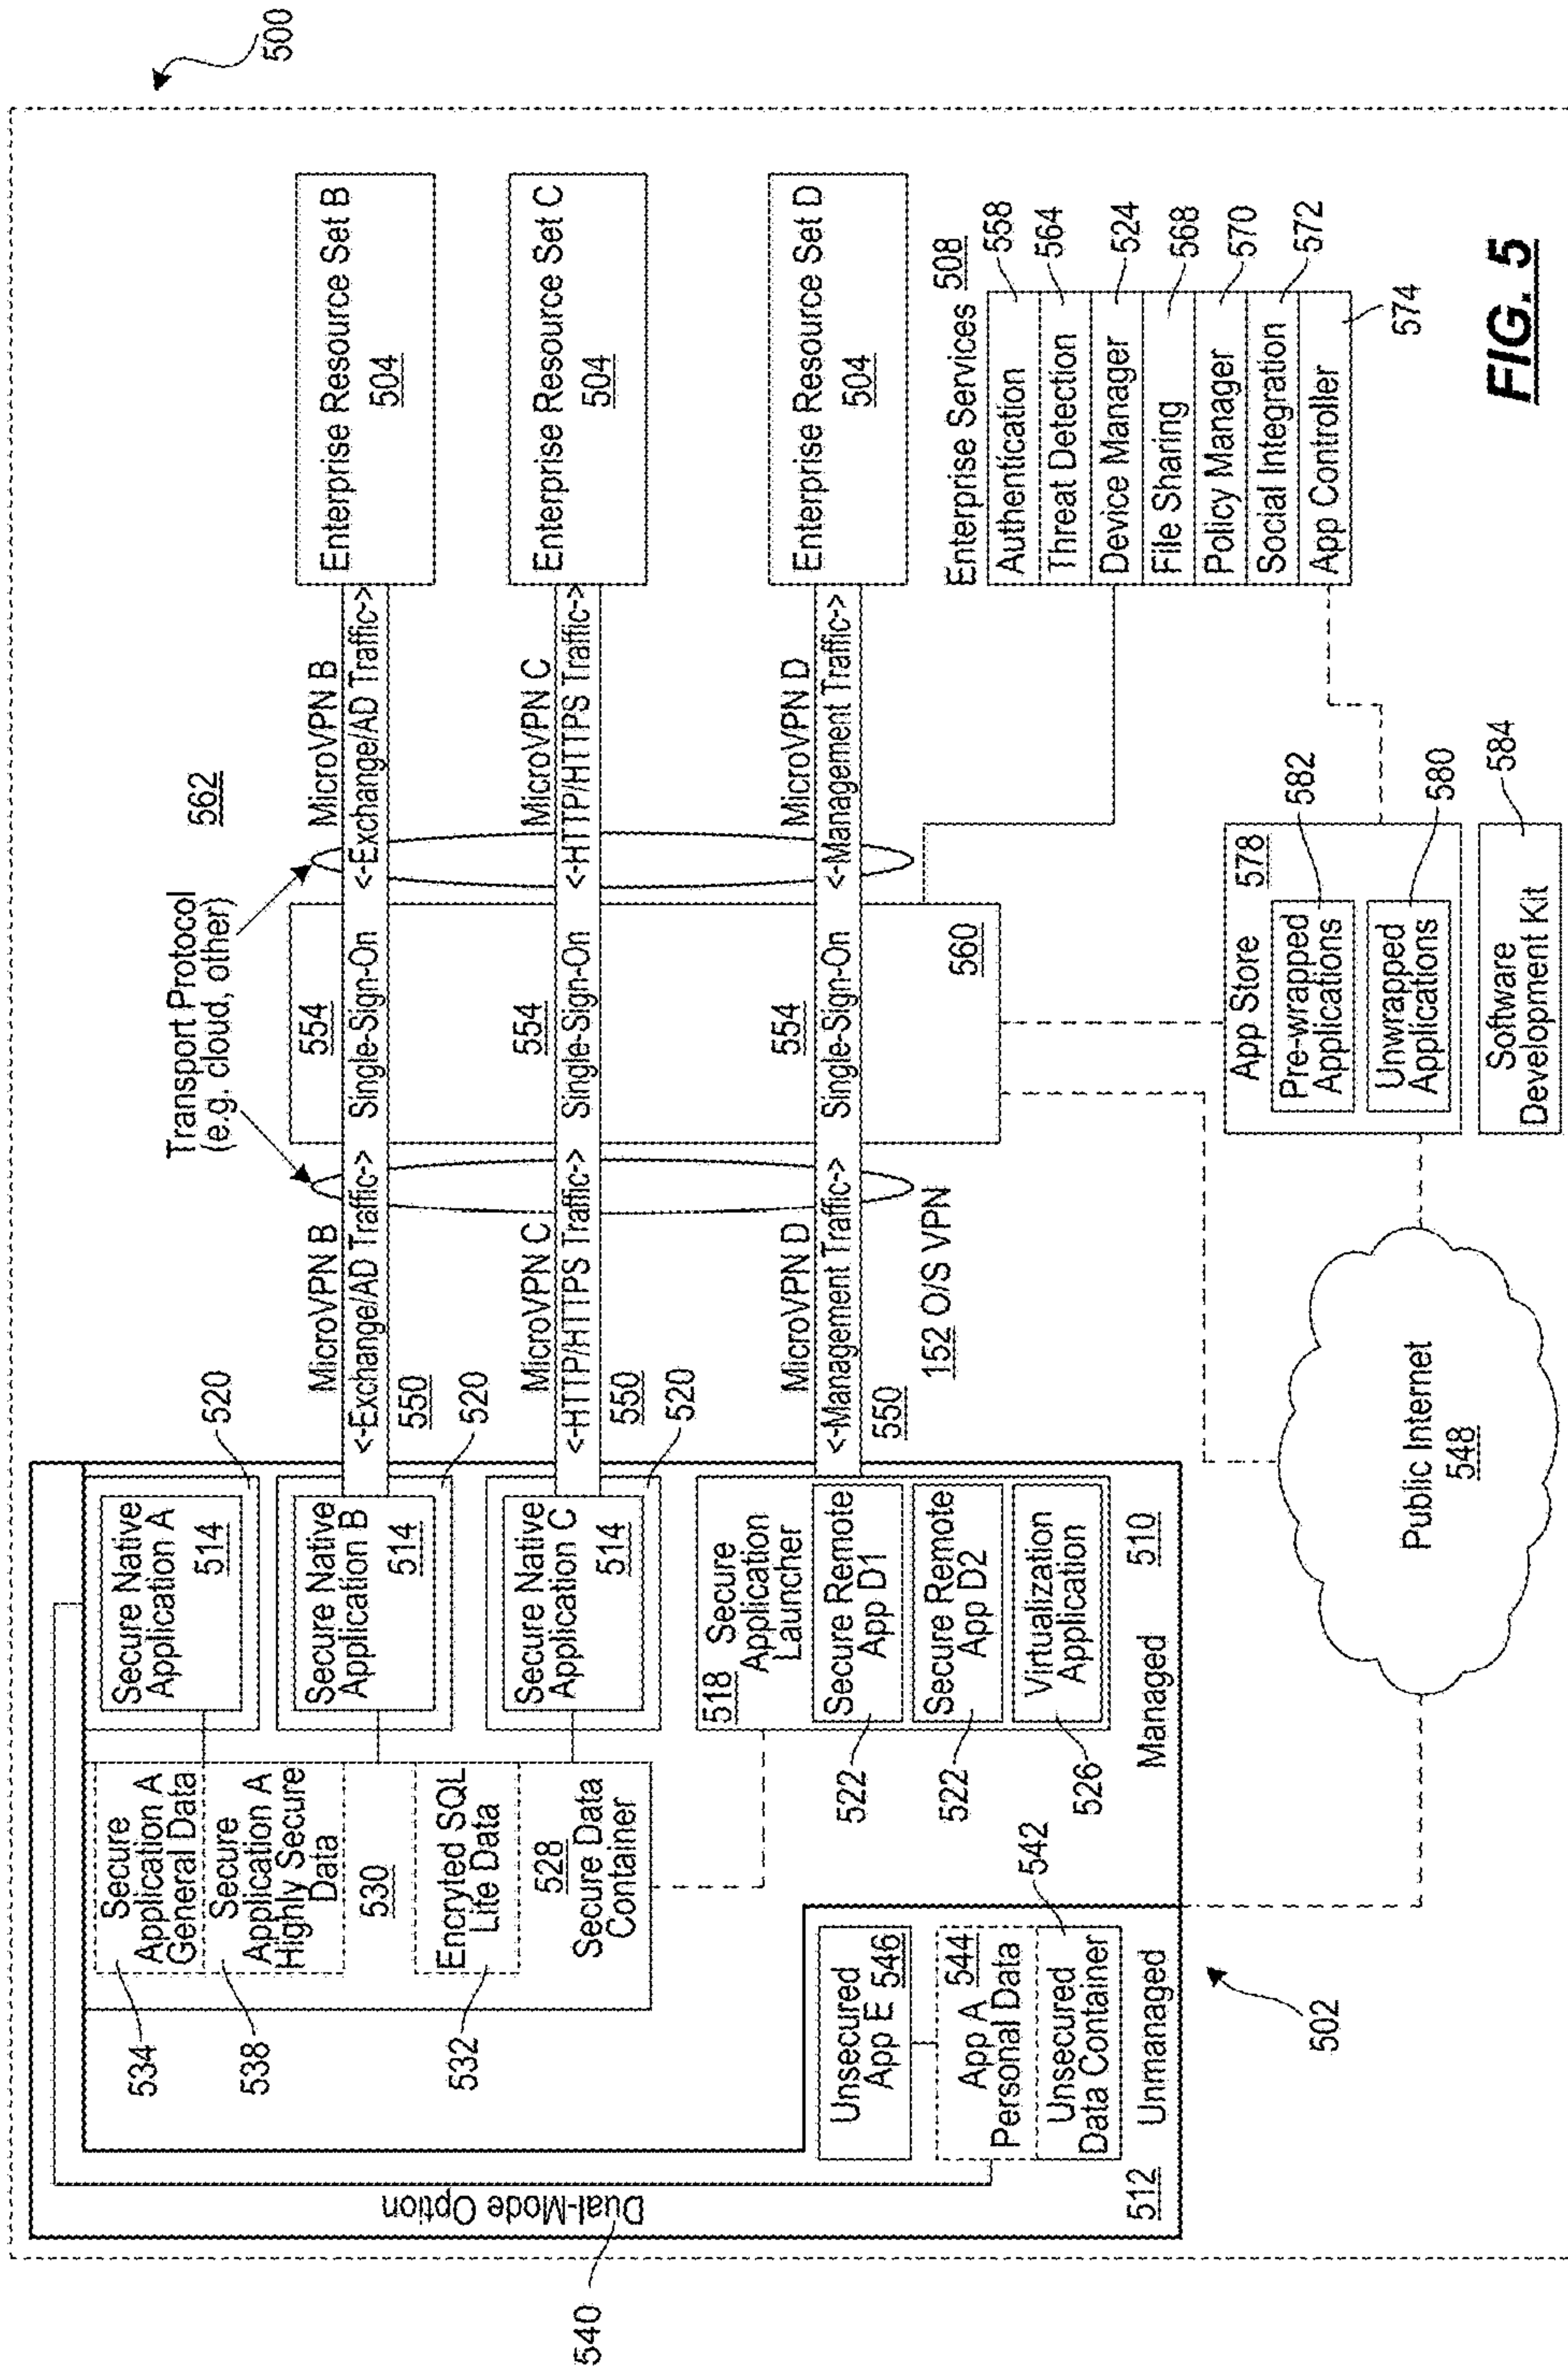 500
540
Dual-Mode Option
534
538
532
Secure
Application A
General Data
Secure
Application A
Highly Secure
Data
530
Encryted SQL
Lite Data
528
Secure Data
Container
Secure Native
Application A
514
520
Secure Native
Application B
514
520
Secure Native
Application C
514
520
518 Secure
Application
Launcher
Secure Remote
App D1
522
Secure Remote
App D2
522
Virtualization
Application
526
Managed
510
Unsecured
App E 546
App A 544
Personal Data
Unsecured
Data Container
542
512
Unmanaged
502
Transport Protocol
(e.g. cloud, other)
562
MicroVPN B
<-Exchange/AD Traffic->
550
554
Single-Sign-On
MicroVPN B
<-Exchange/AD Traffic->
Enterprise Resource Set B
504
MicroVPN C
<-HTTP/HTTPS Traffic->
550
554
Single-Sign-On
MicroVPN C
<-HTTP/HTTPS Traffic->
Enterprise Resource Set C
504
MicroVPN D
<-Management Traffic->
550
554
Single-Sign-On
MicroVPN D
<-Management Traffic->
Enterprise Resource Set D
504
152 O/S VPN
560
Enterprise Services 508
Authentication
558
Threat Detection
564
Device Manager
524
File Sharing
568
Policy Manager
570
Social Integration
572
App Controller
574
Public Internet
548
App Store 578
Pre-wrapped
Applications
582
Unwrapped
Applications
580
Software
Development Kit
584
FIG. 5